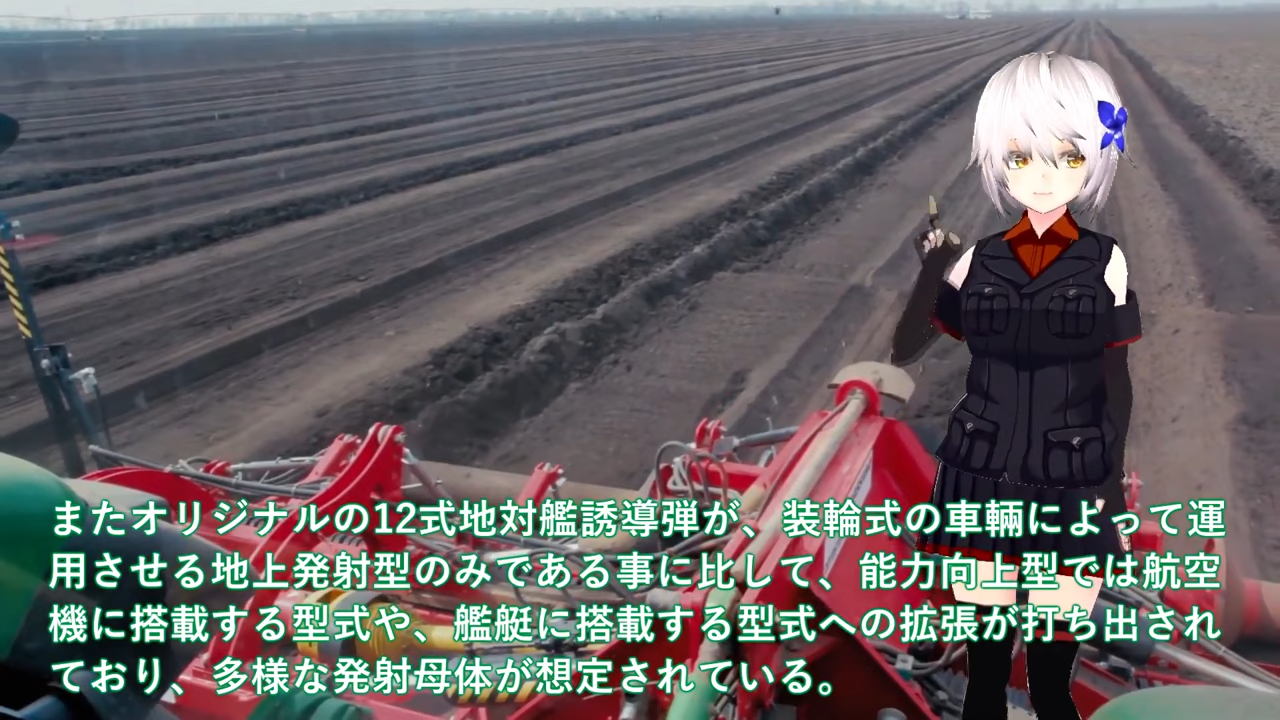 またオリジナルの12式地対艦誘導弾が、装輪式の車輛によって運
用させる地上発射型のみである事に比して、能力向上型では航空
機に搭載する型式や、艦艇に搭載する型式への拡張が打ち出され
ており、多様な発射母体が想定されている。